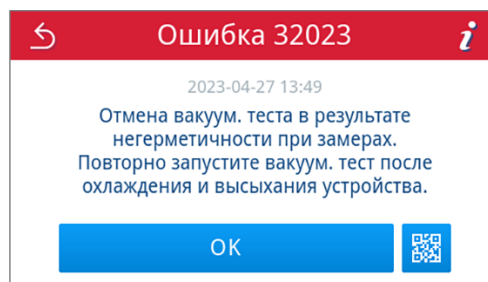 Ошибка 32023
i
2023-04-27 13:49
Отмена вакуум. теста в результате
негерметичности при замерах.
Повторно запустите вакуум. тест после
охлаждения и высыхания устройства.
OK